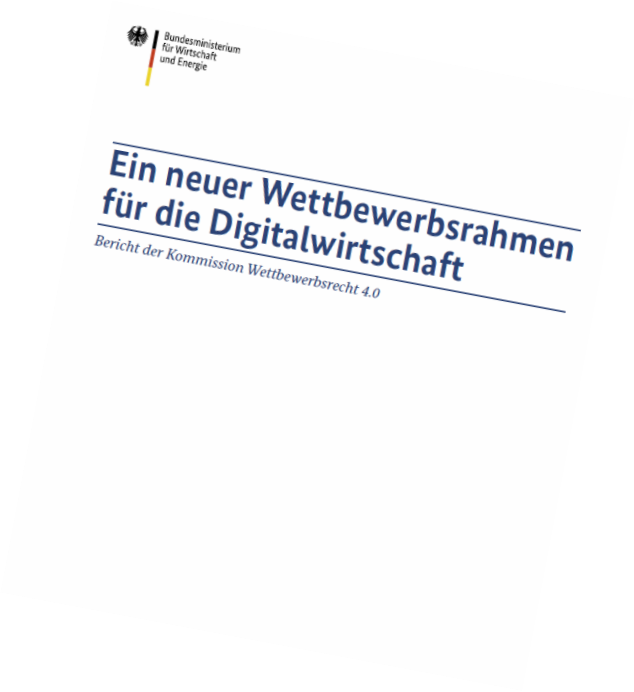 Bundesministerium
für Wirtschaft
und Energie
Ein neuer Wettbewerbsrahmen
für die Digitalwirtschaft
Bericht der Kommission Wettbewerbsrecht 4.0